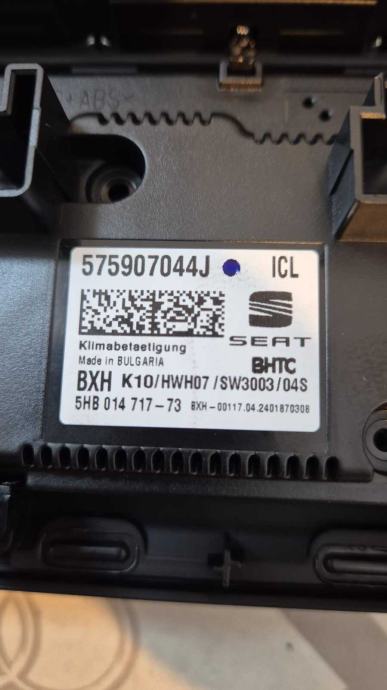 +ABS<
575907044J ICL
SEAT
Klimabetaetigung
Made in BULGARIA
BHTC
BXH K10/HWH07/SW3003/04S
5HB 014 717-73 BXH-00117.04.2401870308